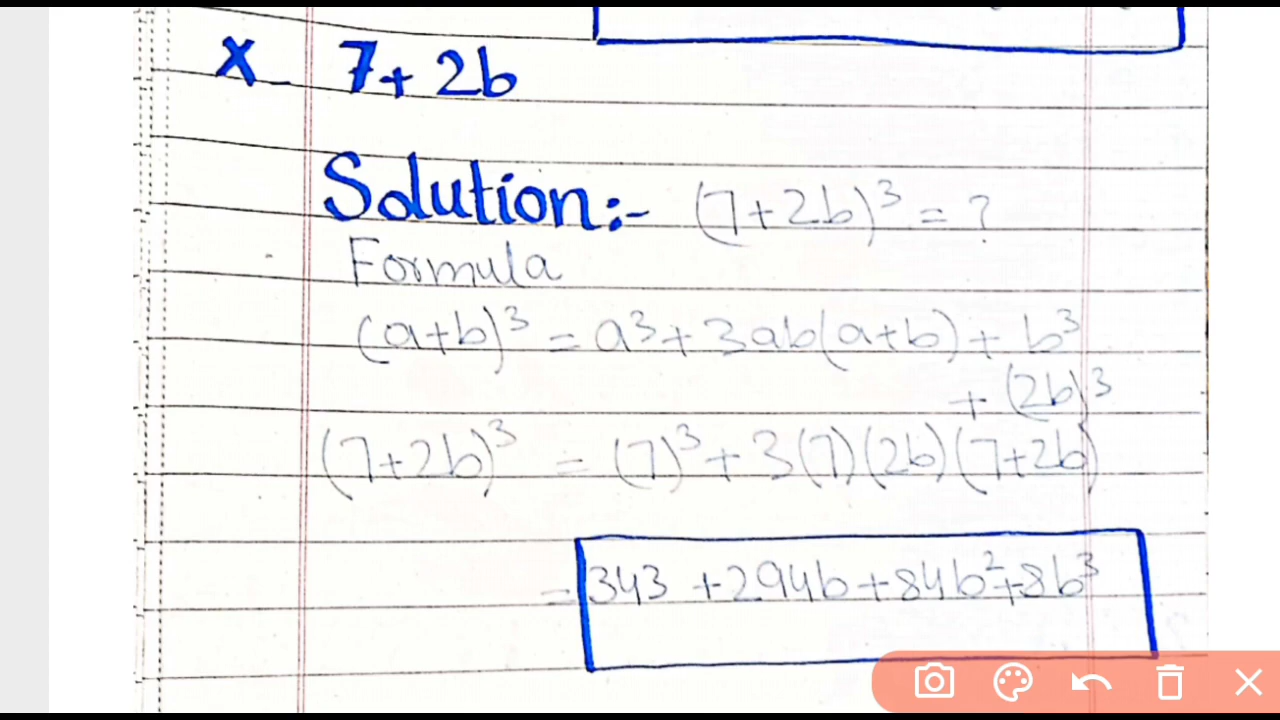 x 7+2b
Solution:- (7+2b)³ = ?
Formula
(a+b)³ = a³+3ab(a+b)+b³
+(2b)³
(7+2b)³ = (7)³+3(7)(2b)(7+2b)
= 343 +294b+84b²+8b³